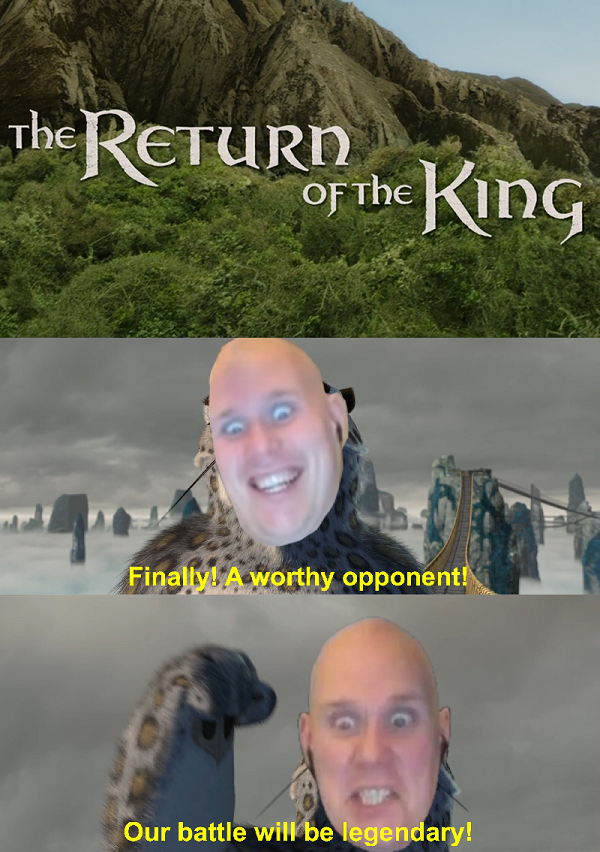 The Return
of the King
Finally! A worthy opponent!
Our battle will be legendary!